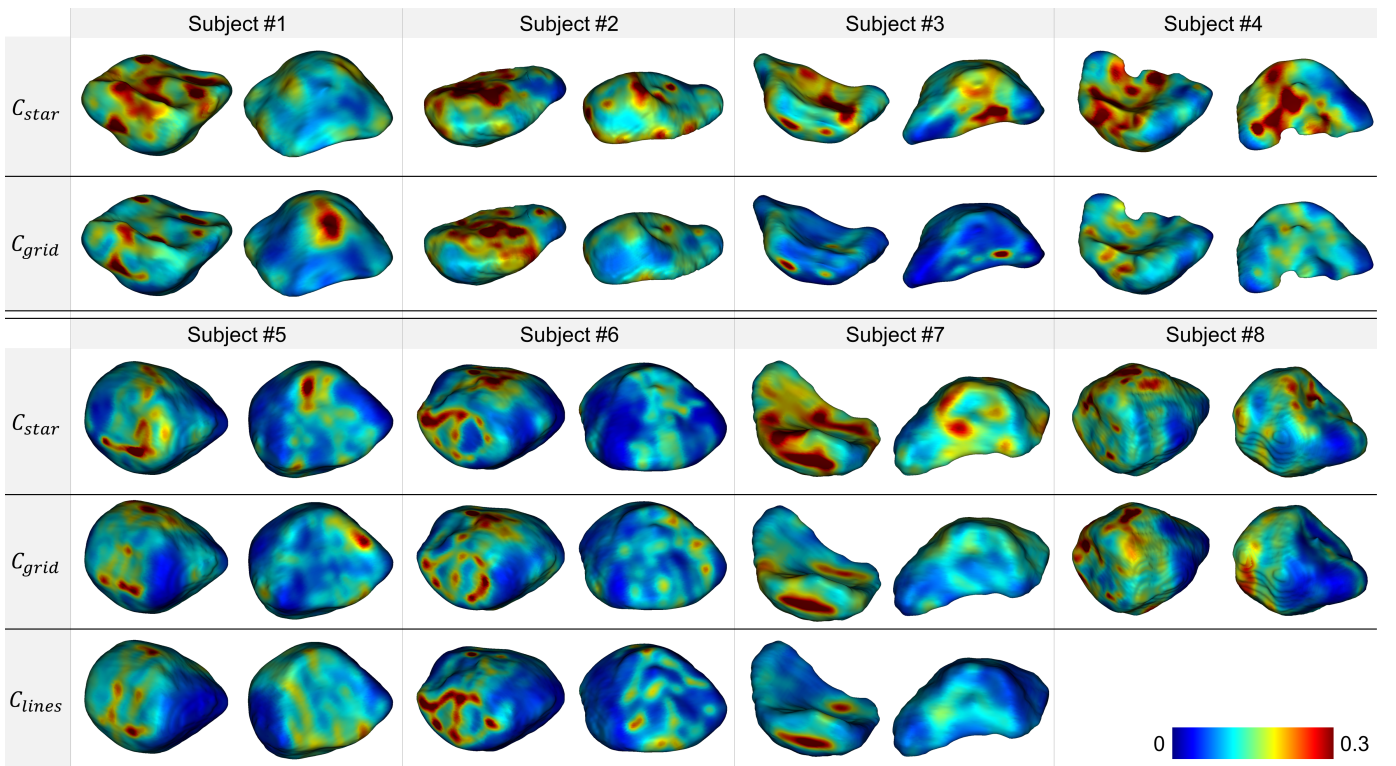 Subject #1 Subject #2 Subject #3 Subject #4
C_star
C_grid
Subject #5 Subject #6 Subject #7 Subject #8
C_star
C_grid
C_lines
0 0.3